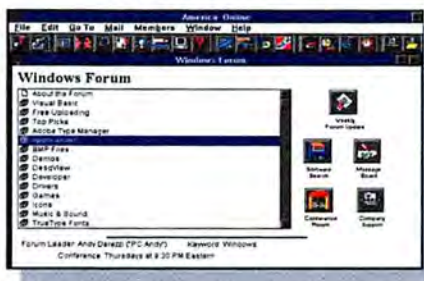 America Online
File Edit Go To Mail Members Window Help
Windows Forum
Windows Forum
About the Forum
Visual Basic
Free Uploading
Top Picks
Adobe Type Manager
Applications
BMP Files
Demos
DeskView
Developer
Drivers
Games
Icons
Music & Sound
TrueType Fonts
Weekly
Forum Update
Software
Search
Message
Board
Conference
Room
Company
Support
Forum Leader: Andy ("PC Andy") Keyword: Windows
Conference Thursdays at 9:30 PM Eastern